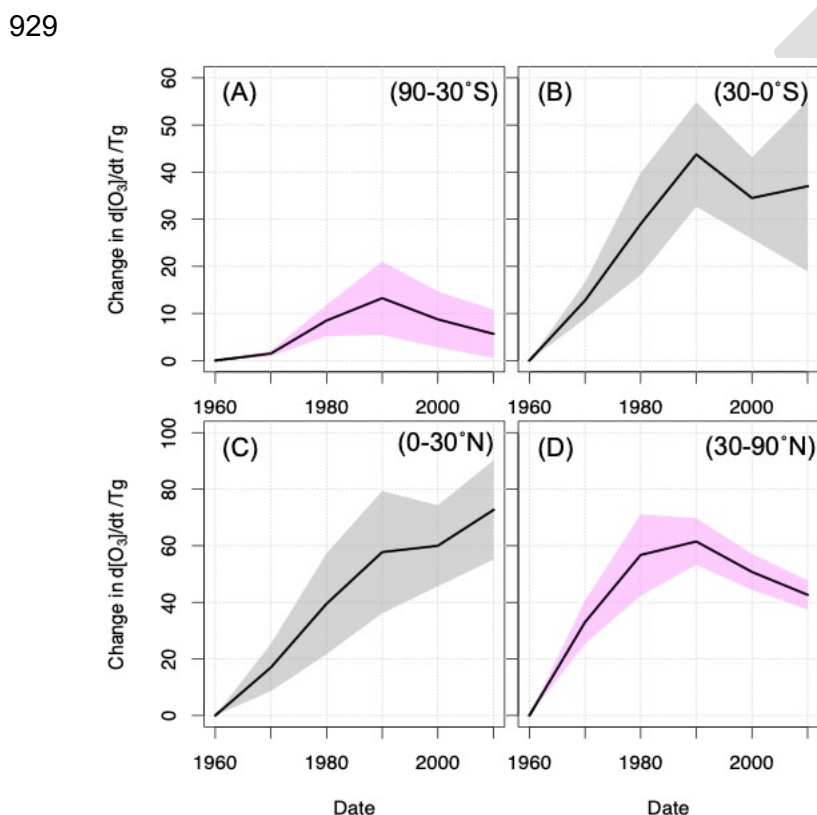 929
(A) (90-30˚S)
(B) (30-0˚S)
Change in d[O₃]/dt /Tg
60
50
40
30
20
10
0
1960 1980 2000
1960 1980 2000
(C) (0-30˚N)
(D) (30-90˚N)
Change in d[O₃]/dt /Tg
100
80
60
40
20
0
1960 1980 2000
1960 1980 2000
Date
Date